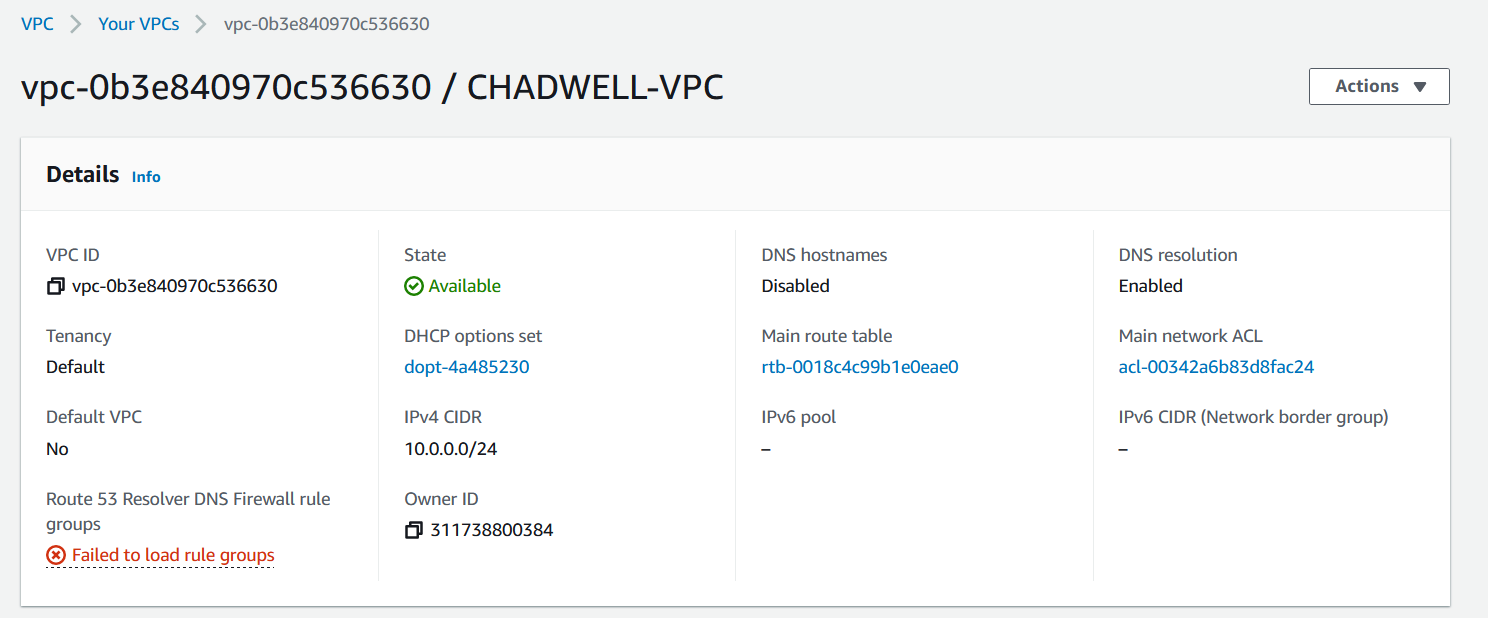 VPC > Your VPCs > vpc-0b3e840970c536630
vpc-0b3e840970c536630 / CHADWELL-VPC
Actions ▼
Details Info
VPC ID
vpc-0b3e840970c536630
State
Available
DNS hostnames
Disabled
DNS resolution
Enabled
Tenancy
Default
DHCP options set
dopt-4a485230
Main route table
rtb-0018c4c99b1e0eae0
Main network ACL
acl-00342a6b83d8fac24
Default VPC
No
IPv4 CIDR
10.0.0.0/24
IPv6 pool
–
IPv6 CIDR (Network border group)
–
Route 53 Resolver DNS Firewall rule
groups
Failed to load rule groups
Owner ID
311738800384